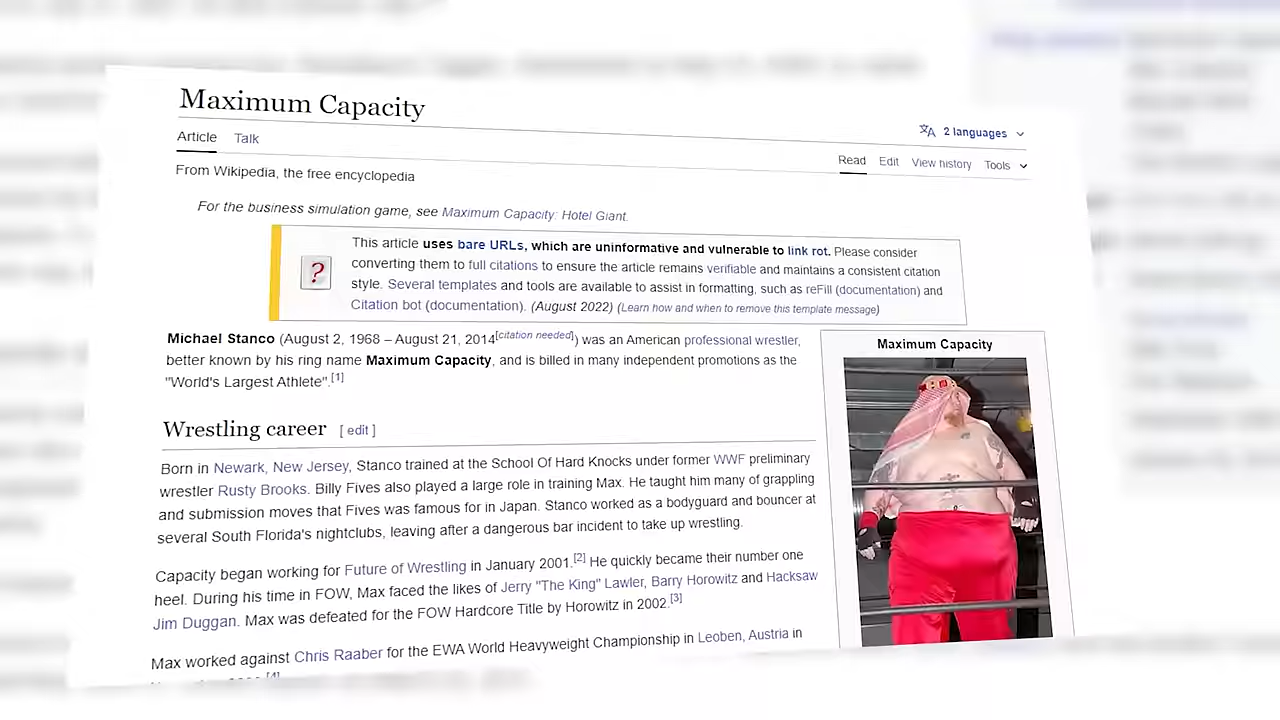 Maximum Capacity
2 languages
Article Talk
Read Edit View history Tools
From Wikipedia, the free encyclopedia
For the business simulation game, see Maximum Capacity: Hotel Giant.
This article uses bare URLs, which are uninformative and vulnerable to link rot. Please consider
converting them to full citations to ensure the article remains verifiable and maintains a consistent citation
style. Several templates and tools are available to assist in formatting, such as reFill (documentation) and
Citation bot (documentation). (August 2022) (Learn how and when to remove this template message)
Michael Stanco (August 2, 1968 – August 21, 2014[citation needed]) was an American professional wrestler,
better known by his ring name Maximum Capacity, and is billed in many independent promotions as the
"World's Largest Athlete".[1]
Maximum Capacity
Wrestling career [ edit ]
Born in Newark, New Jersey, Stanco trained at the School Of Hard Knocks under former WWF preliminary
wrestler Rusty Brooks. Billy Fives also played a large role in training Max. He taught him many of grappling
and submission moves that Fives was famous for in Japan. Stanco worked as a bodyguard and bouncer at
several South Florida's nightclubs, leaving after a dangerous bar incident to take up wrestling.
Capacity began working for Future of Wrestling in January 2001.[2] He quickly became their number one
heel. During his time in FOW, Max faced the likes of Jerry "The King" Lawler, Barry Horowitz and Hacksaw
Jim Duggan. Max was defeated for the FOW Hardcore Title by Horowitz in 2002.[3]
Max worked against Chris Raaber for the EWA World Heavyweight Championship in Leoben, Austria in